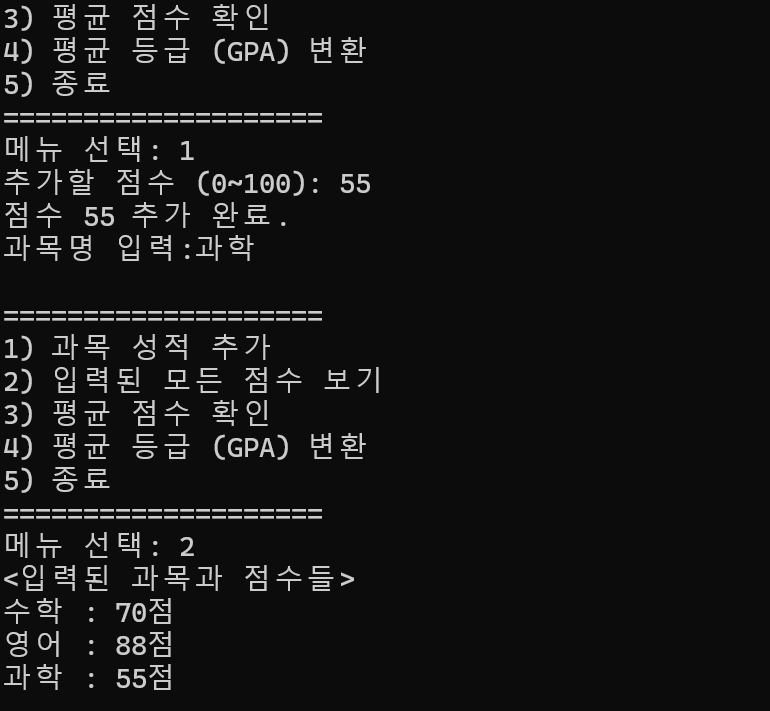 3) 평균 점수 확인
4) 평균 등급 (GPA) 변환
5) 종료
====================
메뉴 선택: 1
추가할 점수 (0~100): 55
점수 55 추가 완료.
과목명 입력:과학
====================
1) 과목 성적 추가
2) 입력된 모든 점수 보기
3) 평균 점수 확인
4) 평균 등급 (GPA) 변환
5) 종료
====================
메뉴 선택: 2
<입력된 과목과 점수들>
수학 : 70점
영어 : 88점
과학 : 55점